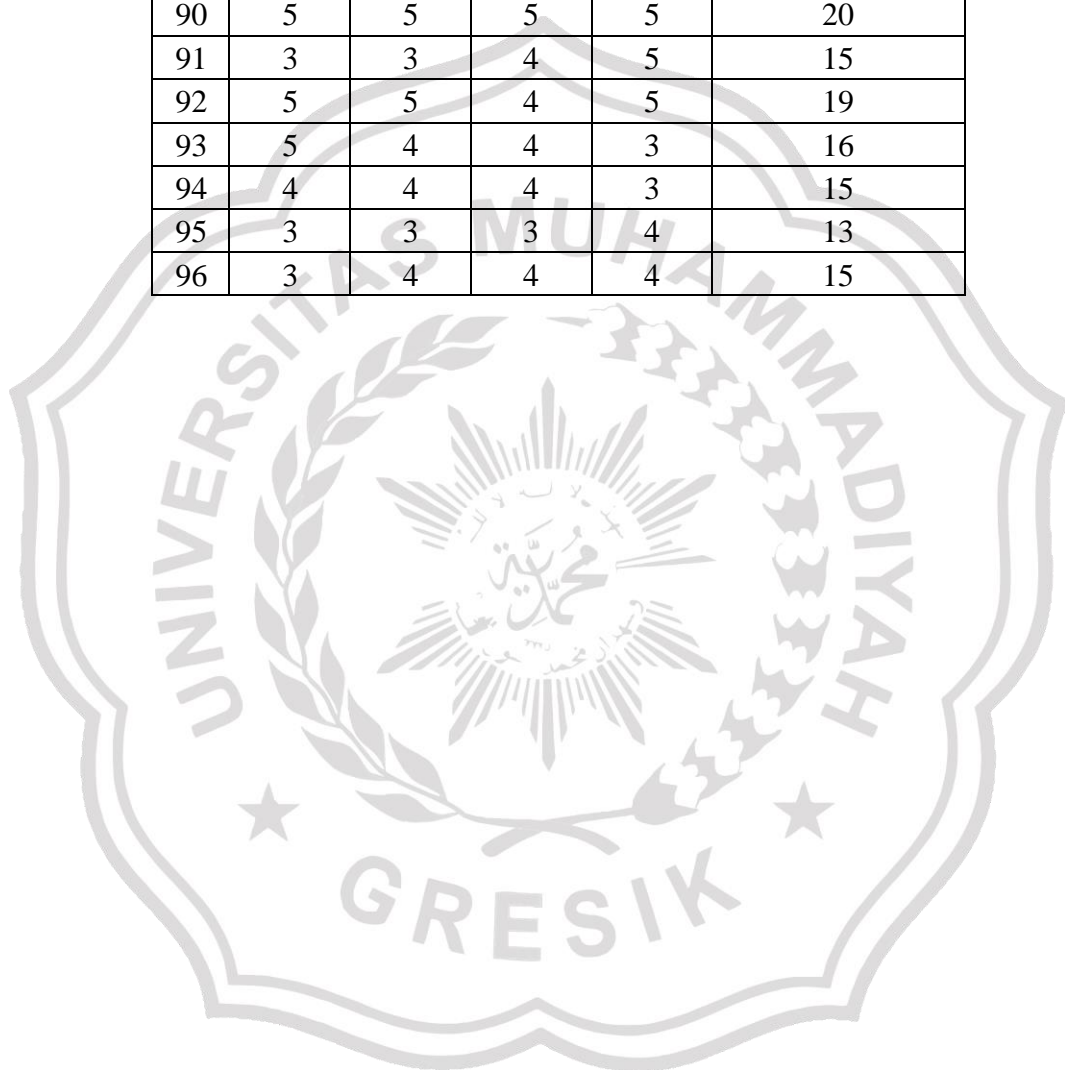 90 5 5 5 5 20
91 3 3 4 5 15
92 5 5 4 5 19
93 5 4 4 3 16
94 4 4 4 3 15
95 3 3 3 4 13
96 3 4 4 4 15
UNIVERSITAS MUHAMMADIYAH
محمدية
GRESIK